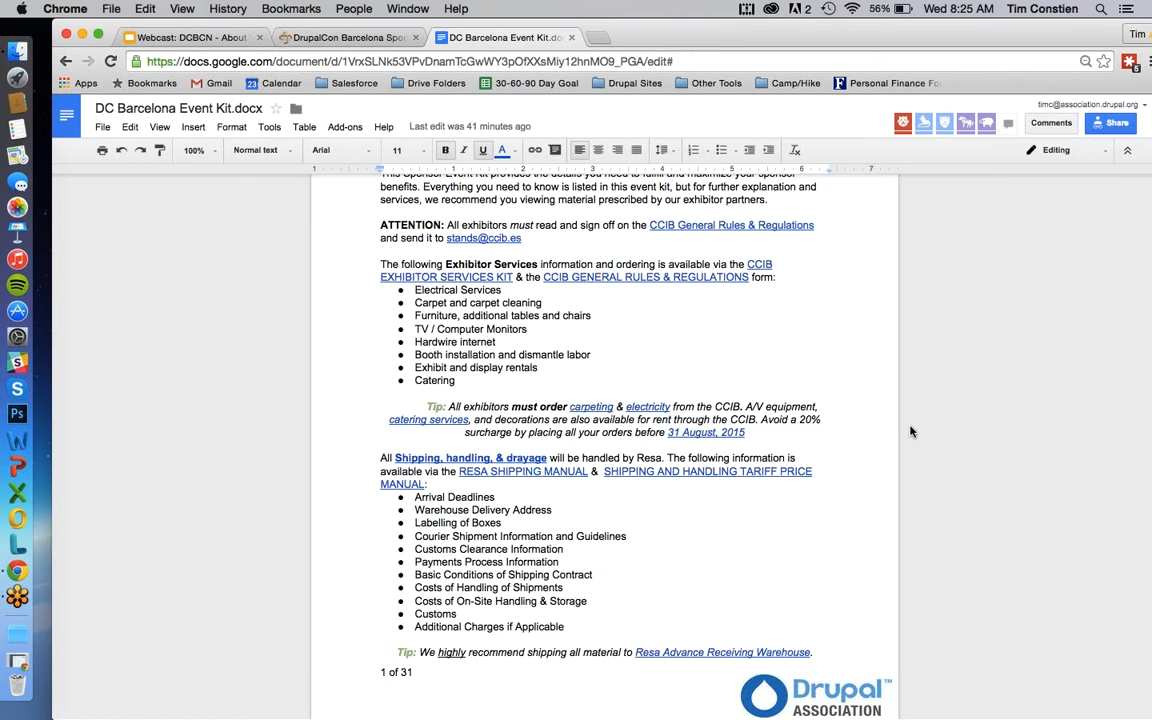 Chrome File Edit View History Bookmarks People Window Help 2 56% Wed 8:25 AM Tim Constien
Webcast: DCBCN - About DrupalCon Barcelona Spon DC Barcelona Event Kit.do Tim
https://docs.google.com/document/d/1VrxSLNk53VPvDnamTcGwWY3pOfXXsMiy12hnMO9_PGA/edit#
Apps Bookmarks Gmail 23 Calendar Salesforce Drive Folders 30-60-90 Day Goal Drupal Sites Other Tools Camp/Hike Personal Finance Fo
DC Barcelona Event Kit.docx
timc@association.drupal.org
File Edit View Insert Format Tools Table Add-ons Help Last edit was 41 minutes ago
Comments Share
100% Normal text Arial 11 B I U A Editing
1 1 2 3 4 5 6 7
benefits. Everything you need to know is listed in this event kit, but for further explanation and
services, we recommend you viewing material prescribed by our exhibitor partners.
ATTENTION: All exhibitors must read and sign off on the CCIB General Rules & Regulations
and send it to stands@ccib.es
The following Exhibitor Services information and ordering is available via the CCIB
EXHIBITOR SERVICES KIT & the CCIB GENERAL RULES & REGULATIONS form:
● Electrical Services
● Carpet and carpet cleaning
● Furniture, additional tables and chairs
● TV / Computer Monitors
● Hardwire internet
● Booth installation and dismantle labor
● Exhibit and display rentals
● Catering
Tip: All exhibitors must order carpeting & electricity from the CCIB. A/V equipment,
catering services, and decorations are also available for rent through the CCIB. Avoid a 20%
surcharge by placing all your orders before 31 August, 2015
All Shipping, handling, & drayage will be handled by Resa. The following information is
available via the RESA SHIPPING MANUAL & SHIPPING AND HANDLING TARIFF PRICE
MANUAL:
● Arrival Deadlines
● Warehouse Delivery Address
● Labelling of Boxes
● Courier Shipment Information and Guidelines
● Customs Clearance Information
● Payments Process Information
● Basic Conditions of Shipping Contract
● Costs of Handling of Shipments
● Costs of On-Site Handling & Storage
● Customs
● Additional Charges if Applicable
Tip: We highly recommend shipping all material to Resa Advance Receiving Warehouse.
1 of 31
Drupal™
ASSOCIATION